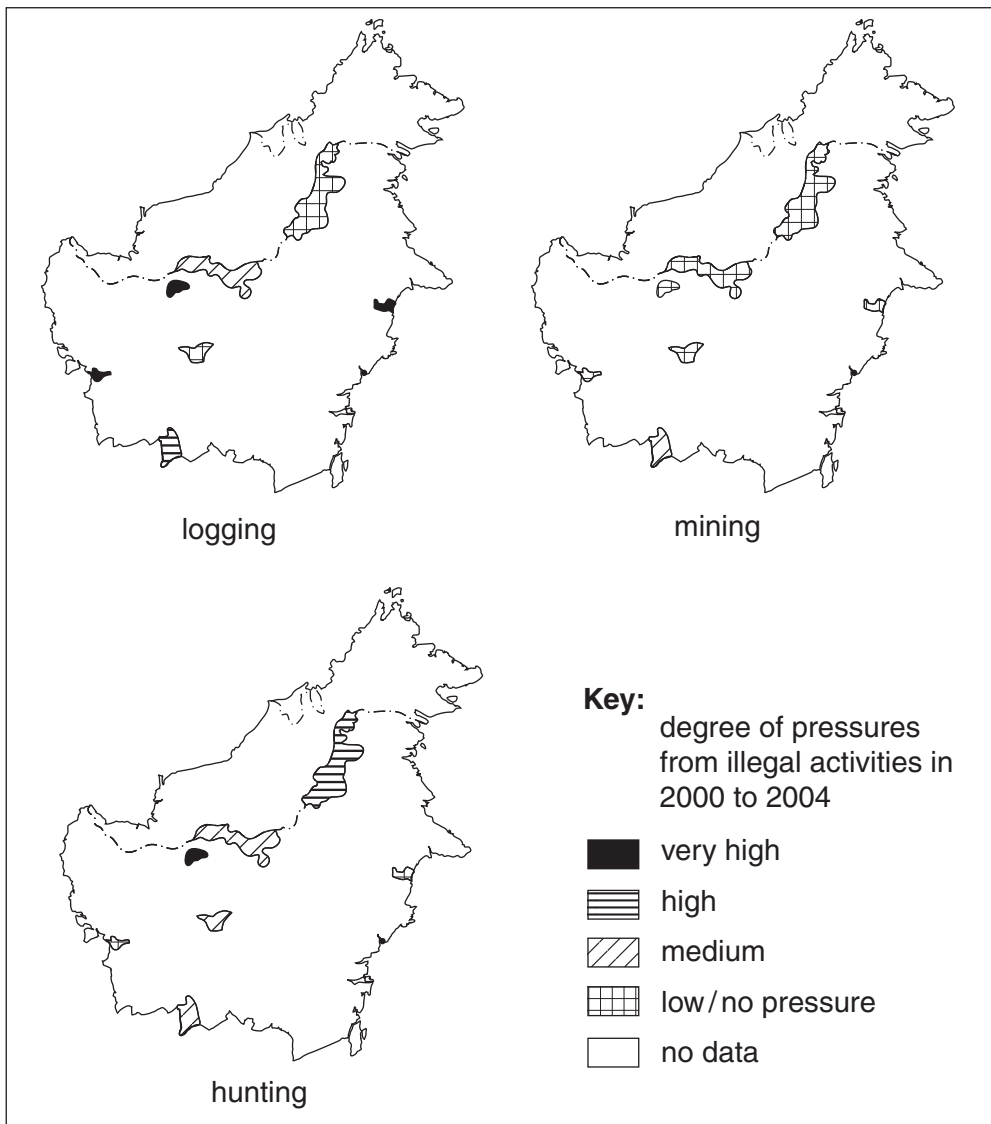 logging
mining
hunting
Key:
degree of pressures
from illegal activities in
2000 to 2004
very high
high
medium
low/no pressure
no data